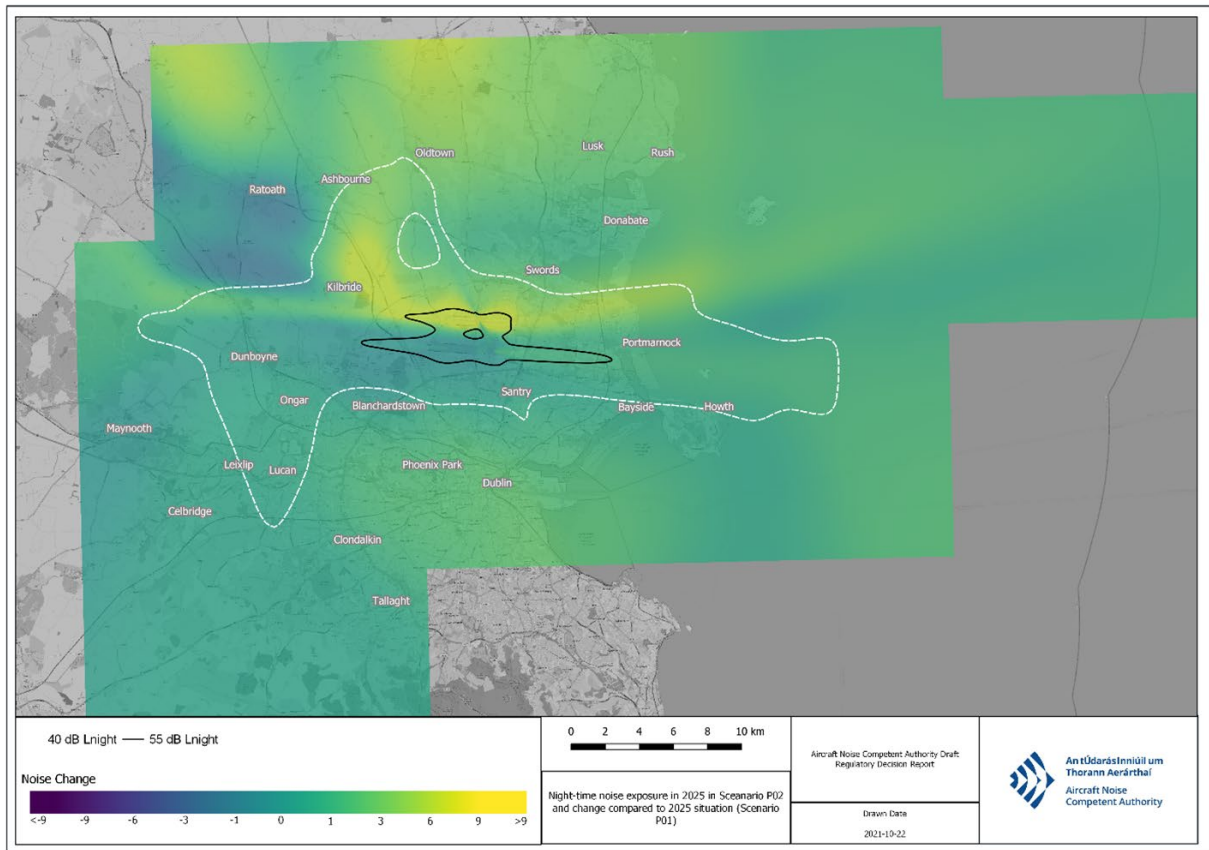 Oldtown
Lusk
Rush
Ashbourne
Ratoath
Donabate
Swords
Kilbride
Portmarnock
Dunboyne
Santry
Ongar
Blanchardstown
Bayside
Howth
Maynooth
Leixlip
Lucan
Phoenix Park
Dublin
Celbridge
Clondalkin
Tallaght
40 dB Lnight
55 dB Lnight
Noise Change
<-9 -9 -6 -3 -1 0 1 3 6 9 >9
0 2 4 6 8 10 km
Night-time noise exposure in 2025 in Sceanario P02
and change compared to 2025 situation (Scenario
P01)
Aircraft Noise Competent Authority Draft
Regulatory Decision Report
Drawn Date
2021-10-22
An tÚdarás Inniúil um
Thorann Aerárthaí
Aircraft Noise
Competent Authority